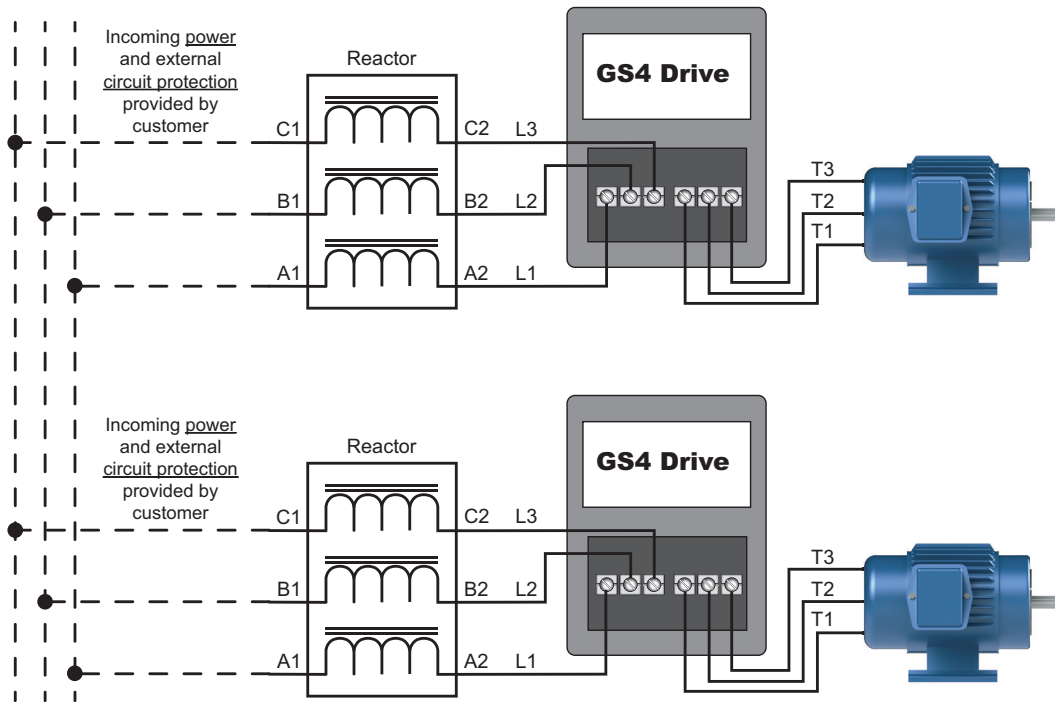 Incoming power
and external
circuit protection
provided by
customer
Reactor
GS4 Drive
C1
C2
L3
B1
B2
L2
A1
A2
L1
T3
T2
T1
Incoming power
and external
circuit protection
provided by
customer
Reactor
GS4 Drive
C1
C2
L3
B1
B2
L2
A1
A2
L1
T3
T2
T1